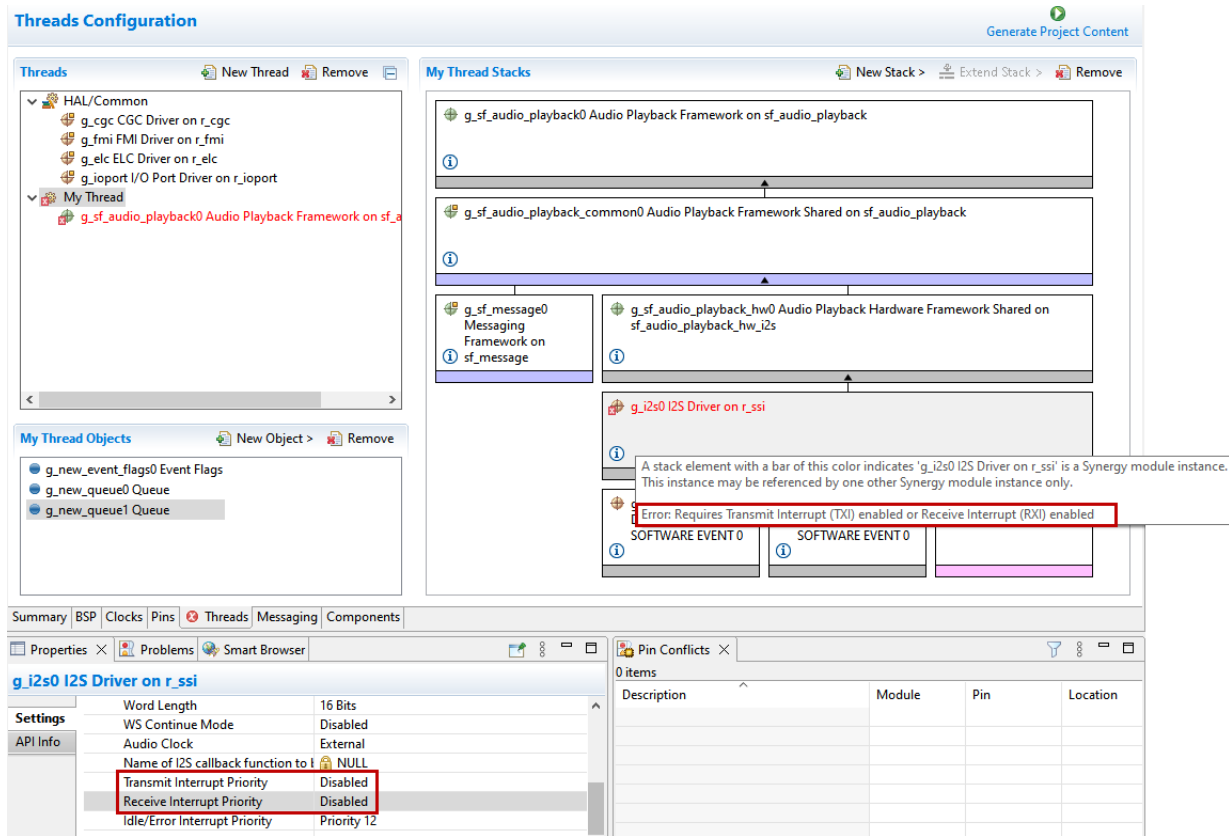 Threads Configuration
Generate Project Content
Threads
New Thread
Remove
HAL/Common
g_cgc CGC Driver on r_cgc
g_fmi FMI Driver on r_fmi
g_elc ELC Driver on r_elc
g_ioport I/O Port Driver on r_ioport
My Thread
g_sf_audio_playback0 Audio Playback Framework on sf_a
My Thread Objects
New Object >
Remove
g_new_event_flags0 Event Flags
g_new_queue0 Queue
g_new_queue1 Queue
My Thread Stacks
New Stack >
Extend Stack >
Remove
g_sf_audio_playback0 Audio Playback Framework on sf_audio_playback
g_sf_audio_playback_common0 Audio Playback Framework Shared on sf_audio_playback
g_sf_message0
Messaging
Framework on
sf_message
g_sf_audio_playback_hw0 Audio Playback Hardware Framework Shared on
sf_audio_playback_hw_i2s
g_i2s0 I2S Driver on r_ssi
A stack element with a bar of this color indicates 'g_i2s0 I2S Driver on r_ssi' is a Synergy module instance.
This instance may be referenced by one other Synergy module instance only.
Error: Requires Transmit Interrupt (TXI) enabled or Receive Interrupt (RXI) enabled
SOFTWARE EVENT 0
SOFTWARE EVENT 0
Summary
BSP
Clocks
Pins
Threads
Messaging
Components
Properties
Problems
Smart Browser
g_i2s0 I2S Driver on r_ssi
Settings
API Info
Word Length 16 Bits
WS Continue Mode Disabled
Audio Clock External
Name of I2S callback function to NULL
Transmit Interrupt Priority Disabled
Receive Interrupt Priority Disabled
Idle/Error Interrupt Priority Priority 12
Pin Conflicts
0 items
Description Module Pin Location